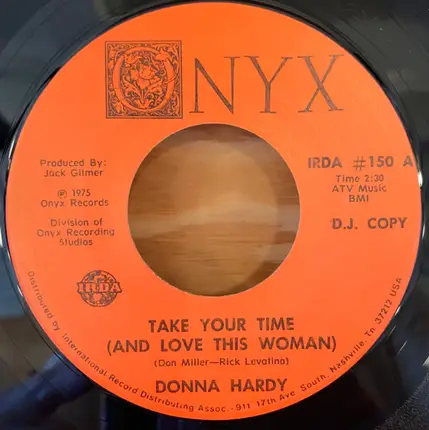 ONYX
Produced By:
Jack Gilmer
℗ 1975
Onyx Records
Division of
Onyx Recording
Studios
IRDA #150 A
Time 2:30
ATV Music
BMI
D.J. COPY
IRDA
TAKE YOUR TIME
(AND LOVE THIS WOMAN)
(Don Miller—Rick Levatino)
DONNA HARDY
Distributed by International Record Distributing Assoc.-911 17th Ave South, Nashville, Tn 37212 USA